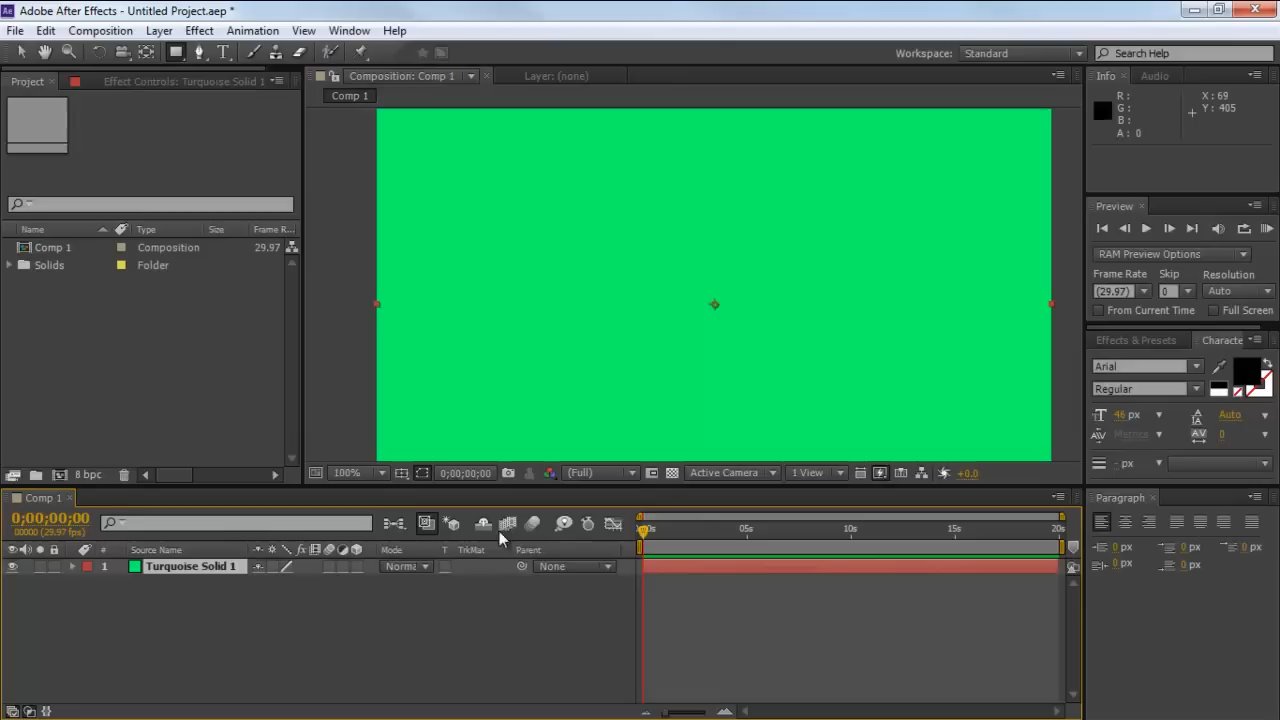 Ae Adobe After Effects - Untitled Project.aep *
File Edit Composition Layer Effect Animation View Window Help
T Workspace: Standard Search Help
Project Effect Controls: Turquoise Solid 1 Composition: Comp 1 Layer: (none) Info Audio
Comp 1
R : X : 69
G : Y : 405
B :
A : 0
Preview
Name Type Size Frame R...
Comp 1 Composition 29.97
Solids Folder
RAM Preview Options
Frame Rate Skip Resolution
(29.97) 0 Auto
From Current Time Full Screen
Effects & Presets Characte
Arial
Regular
46 px Auto
Metrics AV 0
- px
8 bpc 100% 0;00;00;00 (Full) Active Camera 1 View +0.0
Comp 1 Paragraph
0;00;00;00
00000 (29.97 fps)
00s 05s 10s 15s 20s
# Source Name Mode T TrkMat Parent
1 Turquoise Solid 1 Norma None
0 px 0 px 0 px
0 px 0 px